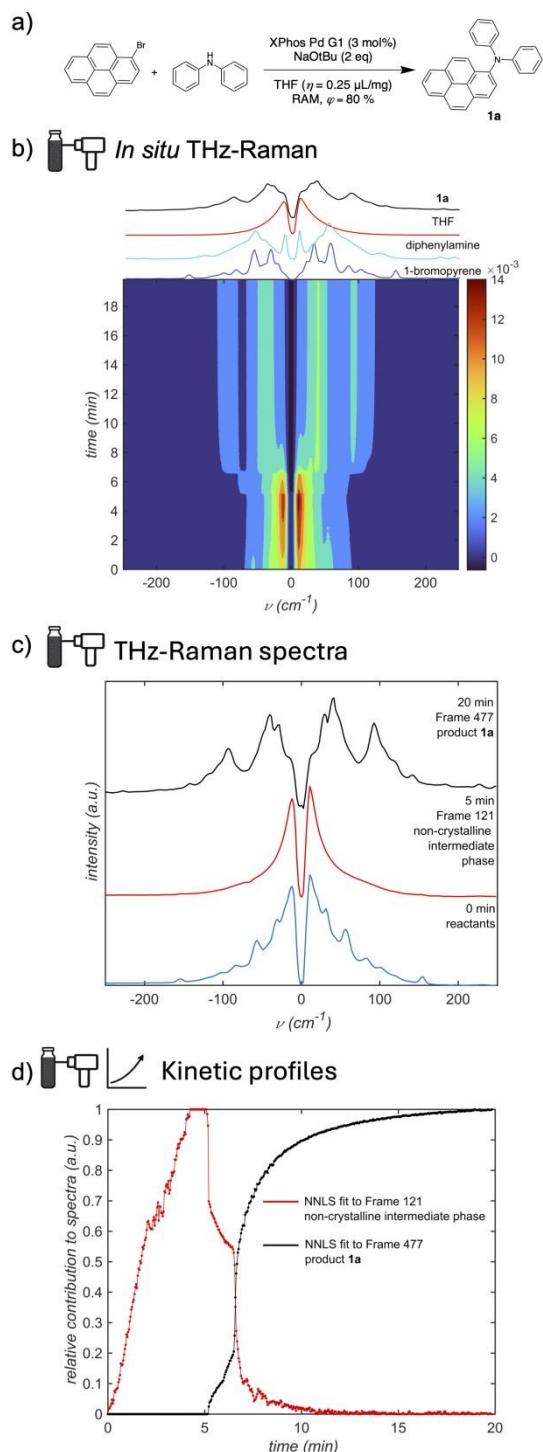 a)
Br
+
H
N
XPhos Pd G1 (3 mol%)
NaOtBu (2 eq)
THF (η = 0.25 µL/mg)
RAM, φ = 80 %
N
1a
b) In situ THz-Raman
1a
THF
diphenylamine
1-bromopyrene
×10⁻³
14
12
10
8
6
4
2
0
time (min)
18
16
14
12
10
8
6
4
2
0
-200 -100 0 100 200
ν (cm⁻¹)
c) THz-Raman spectra
intensity (a.u.)
20 min
Frame 477
product 1a
5 min
Frame 121
non-crystalline
intermediate
phase
0 min
reactants
-200 -100 0 100 200
ν (cm⁻¹)
d) Kinetic profiles
relative contribution to spectra (a.u.)
1
0.9
0.8
0.7
0.6
0.5
0.4
0.3
0.2
0.1
0
NNLS fit to Frame 121
non-crystalline intermediate phase
NNLS fit to Frame 477
product 1a
0 5 10 15 20
time (min)